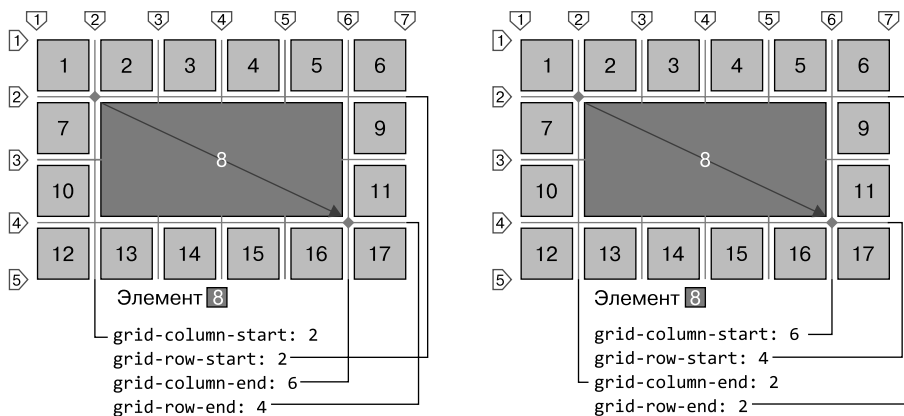 1 2 3 4 5 6 7
1
1 2 3 4 5 6
2
7 9
3 8
10 11
4
12 13 14 15 16 17
5
Элемент 8
grid-column-start: 2
grid-row-start: 2
grid-column-end: 6
grid-row-end: 4
1 2 3 4 5 6 7
1
1 2 3 4 5 6
2
7 9
3 8
10 11
4
12 13 14 15 16 17
5
Элемент 8
grid-column-start: 6
grid-row-start: 4
grid-column-end: 2
grid-row-end: 2